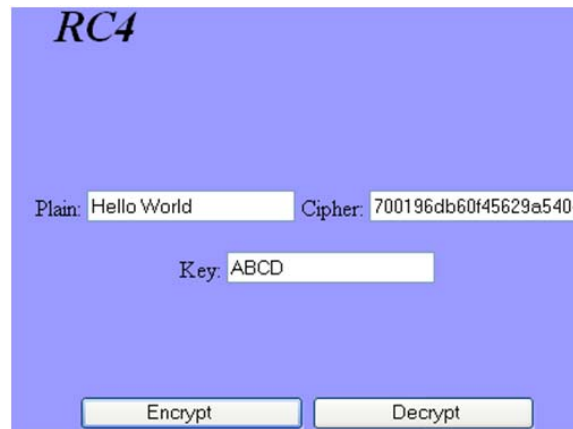 RC4
Plain: Hello World Cipher: 700196db60f45629a540
Key: ABCD
Encrypt Decrypt